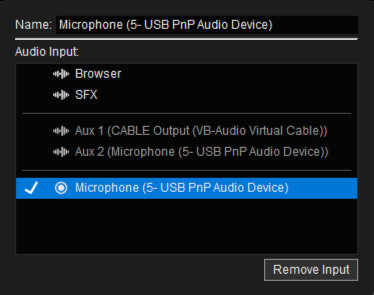 Name: Microphone (5- USB PnP Audio Device)
Audio Input:
Browser
SFX
Aux 1 (CABLE Output (VB-Audio Virtual Cable))
Aux 2 (Microphone (5- USB PnP Audio Device))
Microphone (5- USB PnP Audio Device)
Remove Input